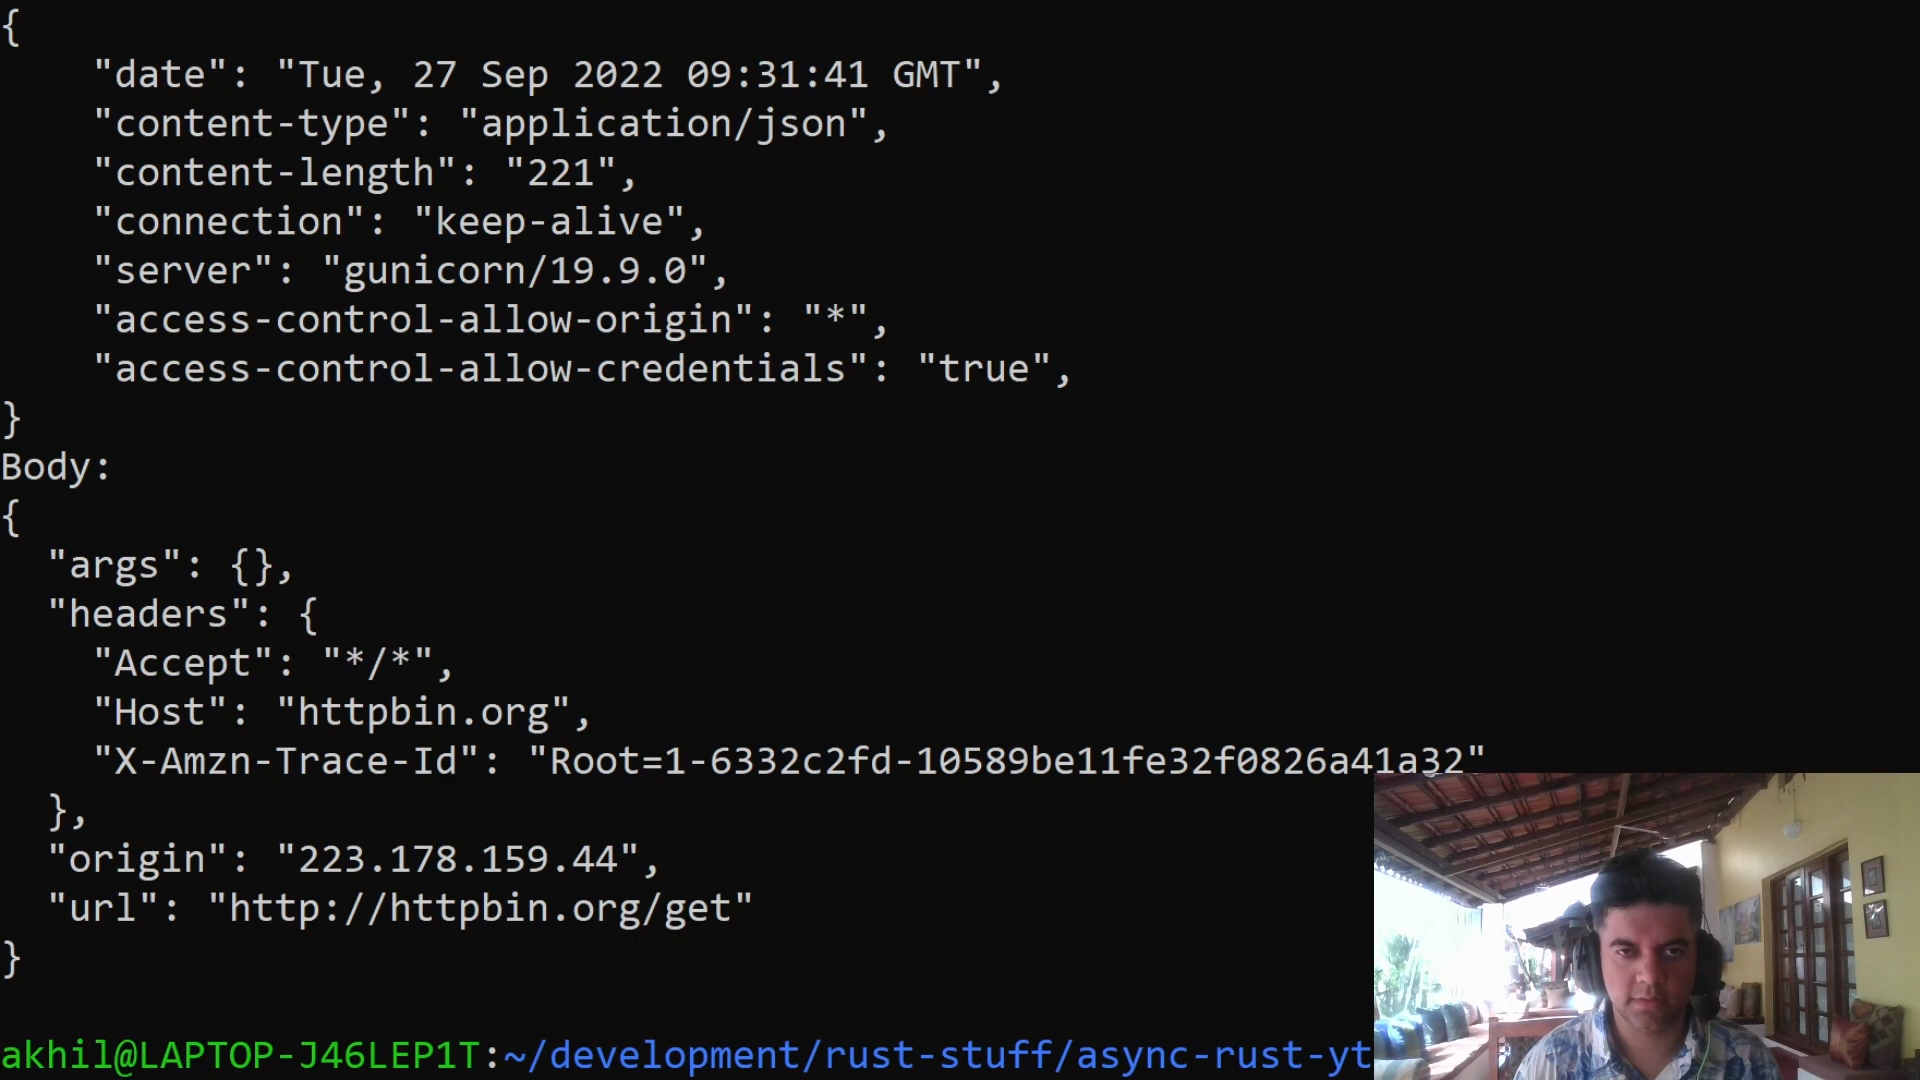 {
"date": "Tue, 27 Sep 2022 09:31:41 GMT",
"content-type": "application/json",
"content-length": "221",
"connection": "keep-alive",
"server": "gunicorn/19.9.0",
"access-control-allow-origin": "*",
"access-control-allow-credentials": "true",
}
Body:
{
"args": {},
"headers": {
"Accept": "*/*",
"Host": "httpbin.org",
"X-Amzn-Trace-Id": "Root=1-6332c2fd-10589be11fe32f0826a41a32"
},
"origin": "223.178.159.44",
"url": "http://httpbin.org/get"
}
akhil@LAPTOP-J46LEP1T:~/development/rust-stuff/async-rust-yt